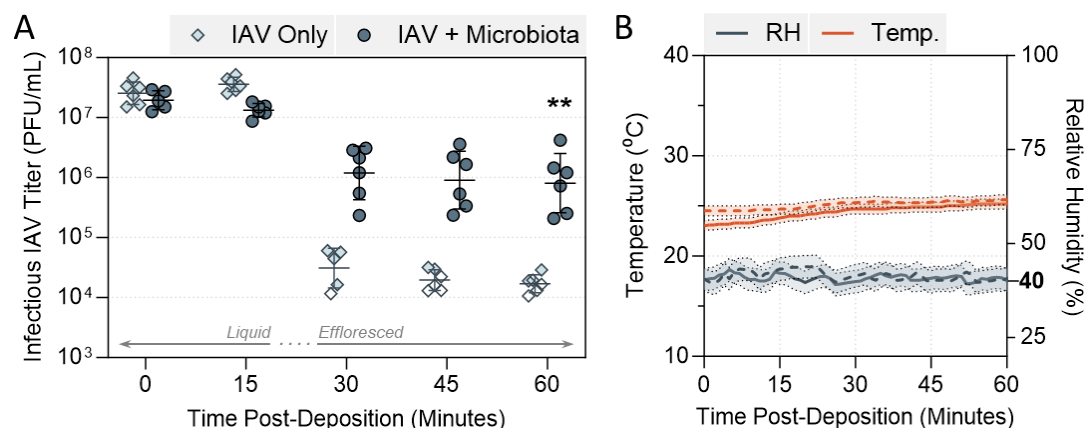 A
IAV Only
IAV + Microbiota
Infectious IAV Titer (PFU/mL)
10⁸
10⁷
10⁶
10⁵
10⁴
10³
**
Liquid
Effloresced
0
15
30
45
60
Time Post-Deposition (Minutes)
B
RH
Temp.
Temperature (⁰C)
40
30
20
10
100
75
50
40
25
Relative Humidity (%)
0
15
30
45
60
Time Post-Deposition (Minutes)